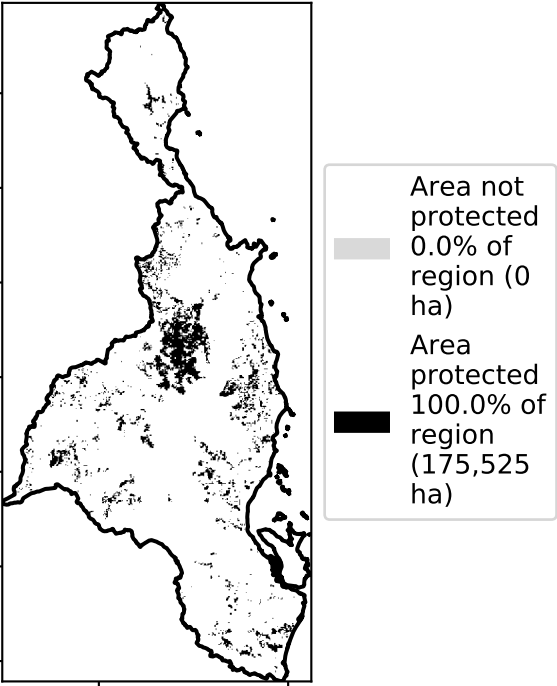 Area not
protected
0.0% of
region (0
ha)
Area
protected
100.0% of
region
(175,525
ha)